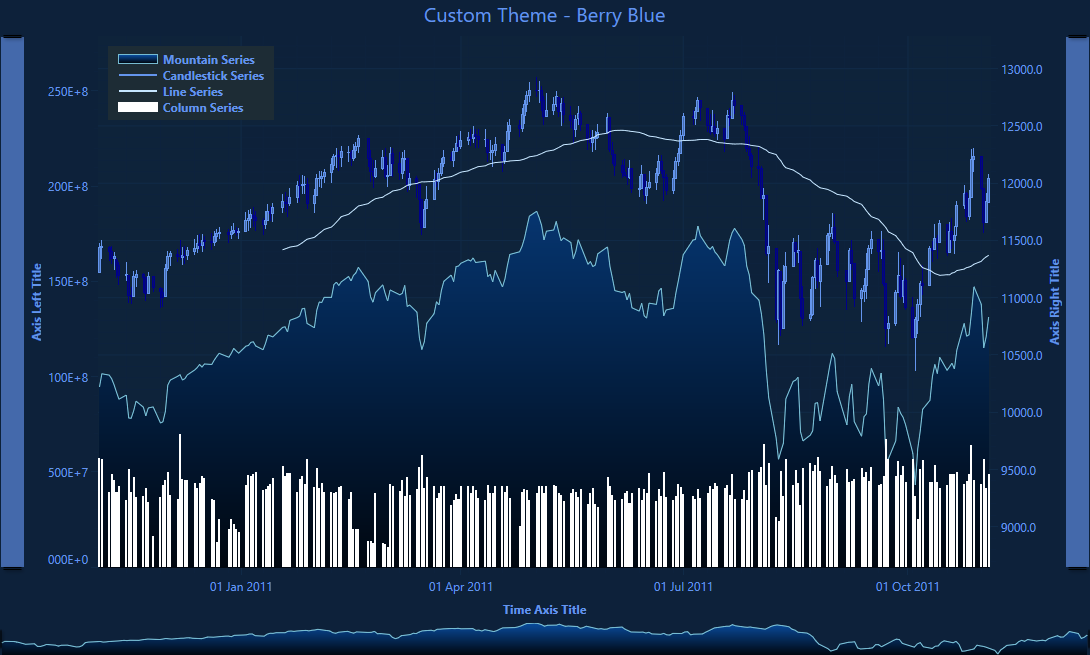 Custom Theme - Berry Blue
Mountain Series
Candlestick Series
Line Series
Column Series
250E+8
200E+8
150E+8
100E+8
500E+7
000E+0
Axis Left Title
13000.0
12500.0
12000.0
11500.0
11000.0
10500.0
10000.0
9500.0
9000.0
Axis Right Title
01 Jan 2011
01 Apr 2011
01 Jul 2011
01 Oct 2011
Time Axis Title